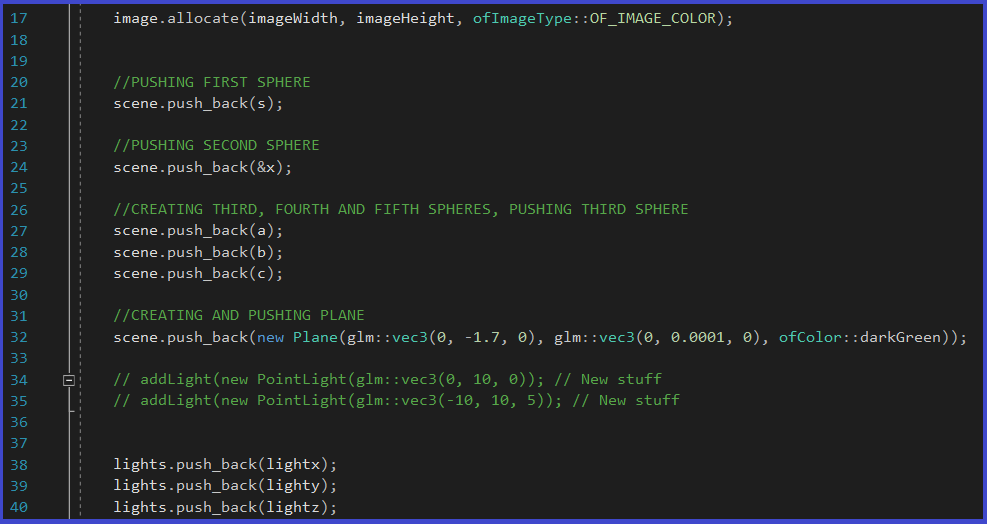 17 image.allocate(imageWidth, imageHeight, ofImageType::OF_IMAGE_COLOR);
18
19
20 //PUSHING FIRST SPHERE
21 scene.push_back(s);
22
23 //PUSHING SECOND SPHERE
24 scene.push_back(&x);
25
26 //CREATING THIRD, FOURTH AND FIFTH SPHERES, PUSHING THIRD SPHERE
27 scene.push_back(a);
28 scene.push_back(b);
29 scene.push_back(c);
30
31 //CREATING AND PUSHING PLANE
32 scene.push_back(new Plane(glm::vec3(0, -1.7, 0), glm::vec3(0, 0.0001, 0), ofColor::darkGreen));
33
34 // addLight(new PointLight(glm::vec3(0, 10, 0)); // New stuff
35 // addLight(new PointLight(glm::vec3(-10, 10, 5)); // New stuff
36
37
38 lights.push_back(lightx);
39 lights.push_back(lighty);
40 lights.push_back(lightz);